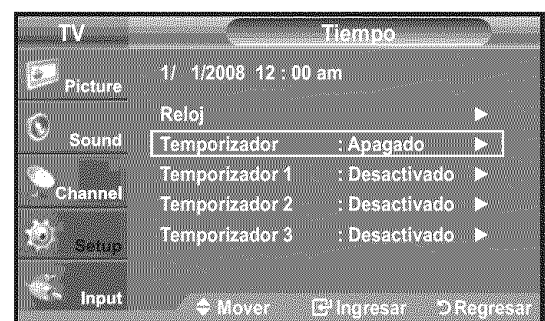 TV
Tiempo
Picture
1/ 1/2008 12 : 00 am
Reloj
Sound
Temporizador : Apagado
Temporizador 1 : Desactivado
Channel
Temporizador 2 : Desactivado
Setup
Temporizador 3 : Desactivado
Input
Mover Ingresar Regresar